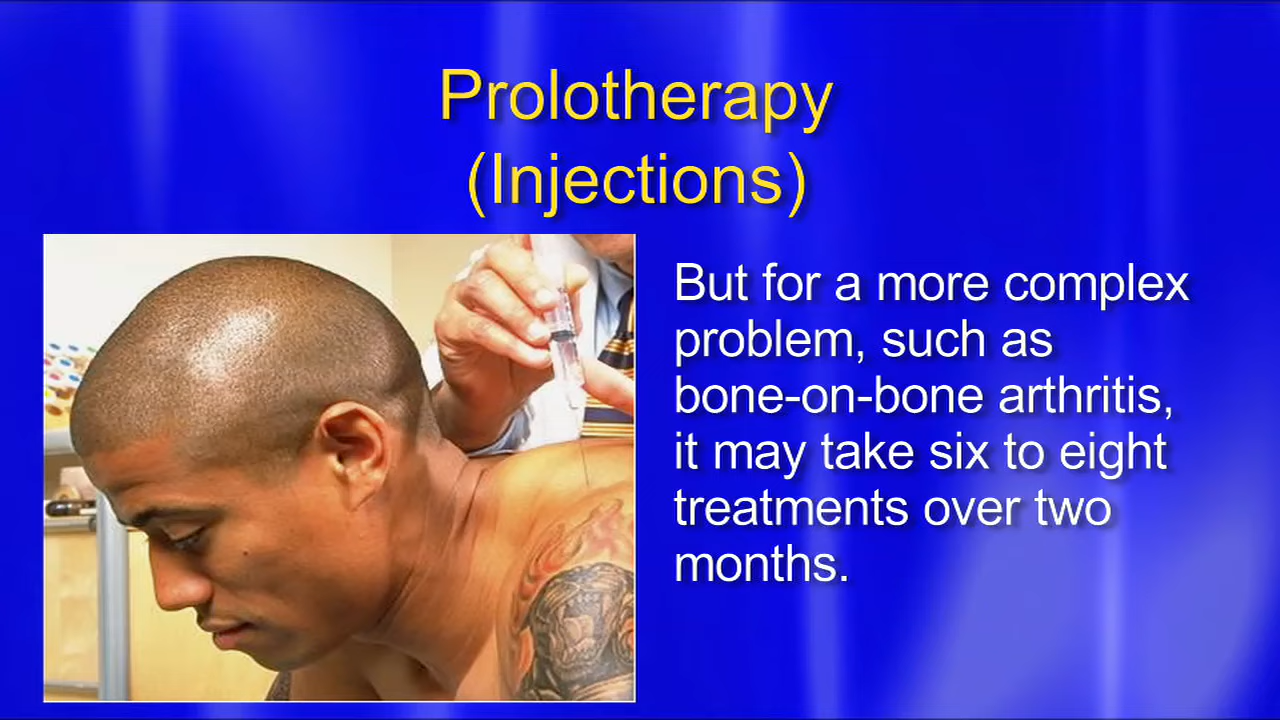 Prolotherapy
(Injections)
But for a more complex
problem, such as
bone-on-bone arthritis,
it may take six to eight
treatments over two
months.